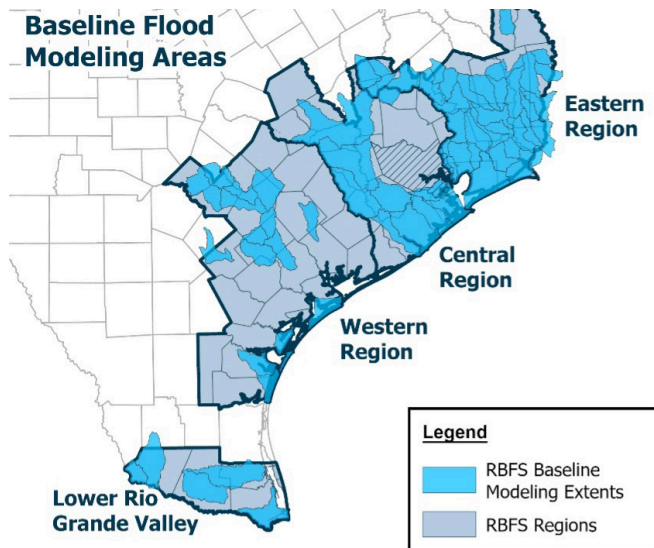 Baseline Flood
Modeling Areas
Eastern
Region
Central
Region
Western
Region
Lower Rio
Grande Valley
Legend
RBFS Baseline
Modeling Extents
RBFS Regions